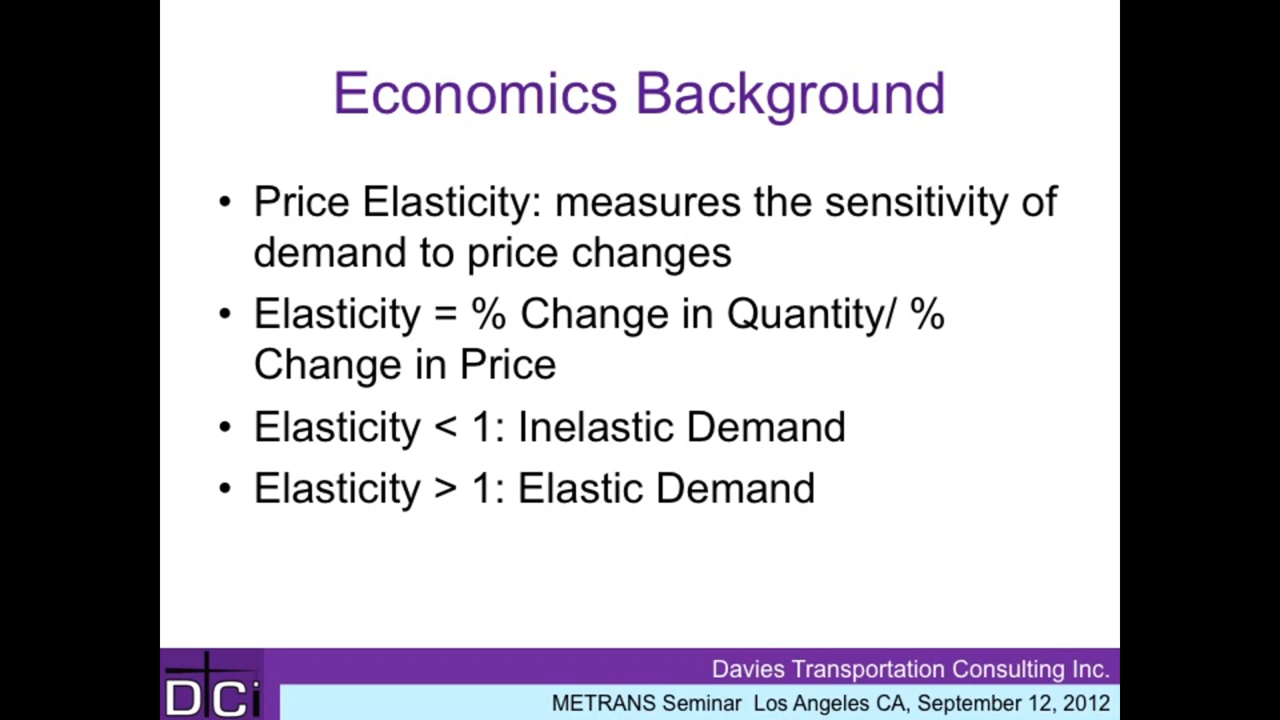 Economics Background
• Price Elasticity: measures the sensitivity of
demand to price changes
• Elasticity = % Change in Quantity/ %
Change in Price
• Elasticity < 1: Inelastic Demand
• Elasticity > 1: Elastic Demand
DTCi
Davies Transportation Consulting Inc.
METRANS Seminar  Los Angeles CA, September 12, 2012